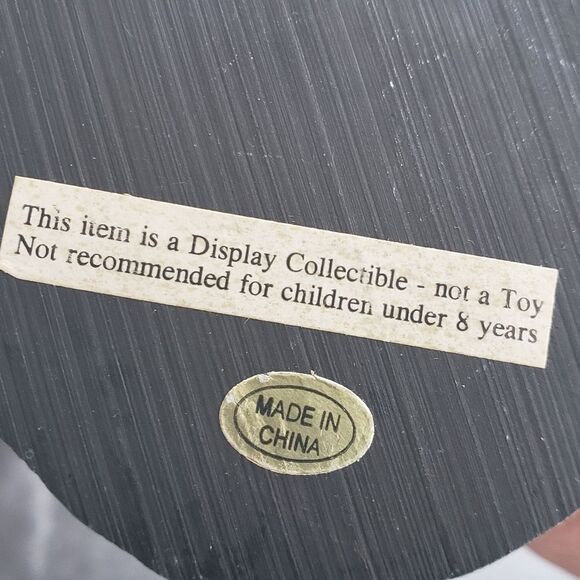 This item is a Display Collectible - not a Toy
Not recommended for children under 8 years
MADE IN
CHINA